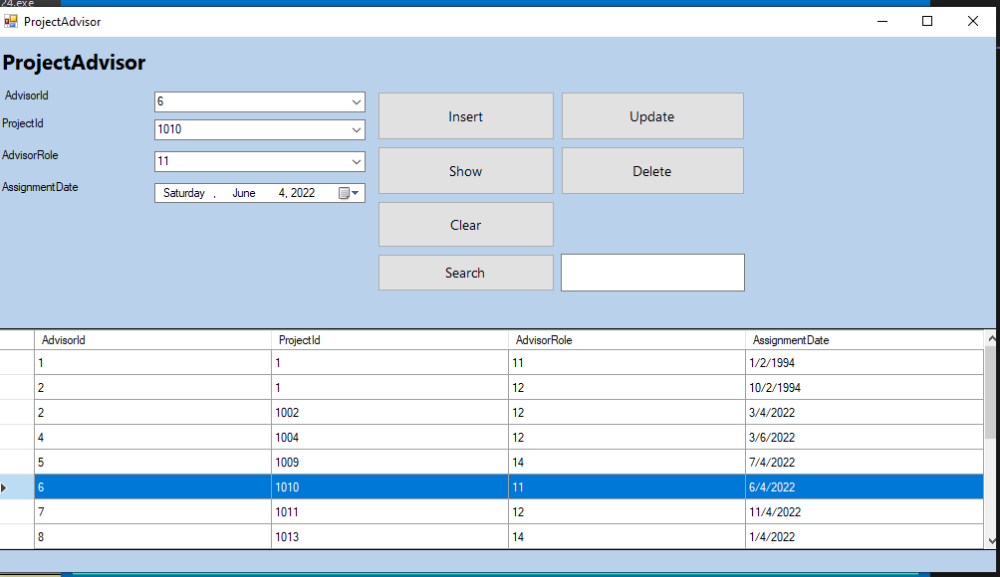 24.exe
ProjectAdvisor
ProjectAdvisor
AdvisorId 6
ProjectId 1010
AdvisorRole 11
AssignmentDate Saturday , June 4, 2022
Insert Update
Show Delete
Clear
Search
AdvisorId ProjectId AdvisorRole AssignmentDate
1 1 11 1/2/1994
2 1 12 10/2/1994
2 1002 12 3/4/2022
4 1004 12 3/6/2022
5 1009 14 7/4/2022
6 1010 11 6/4/2022
7 1011 12 11/4/2022
8 1013 14 1/4/2022